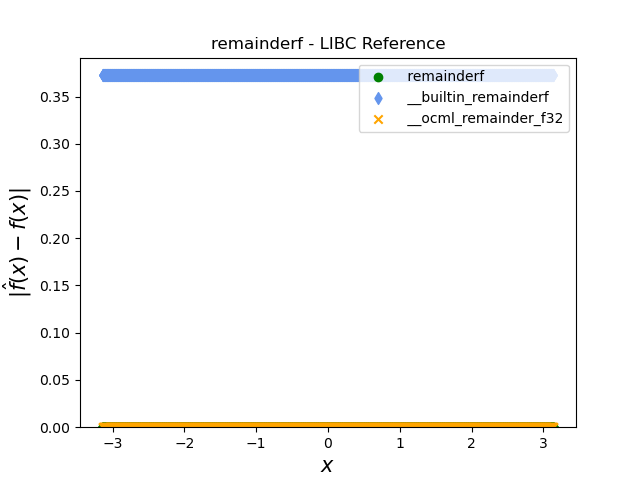 remainderf - LIBC Reference
remainderf
__builtin_remainderf
__ocml_remainder_f32
|f̂(x) − f(x)|
0.35
0.30
0.25
0.20
0.15
0.10
0.05
0.00
−3 −2 −1 0 1 2 3
x